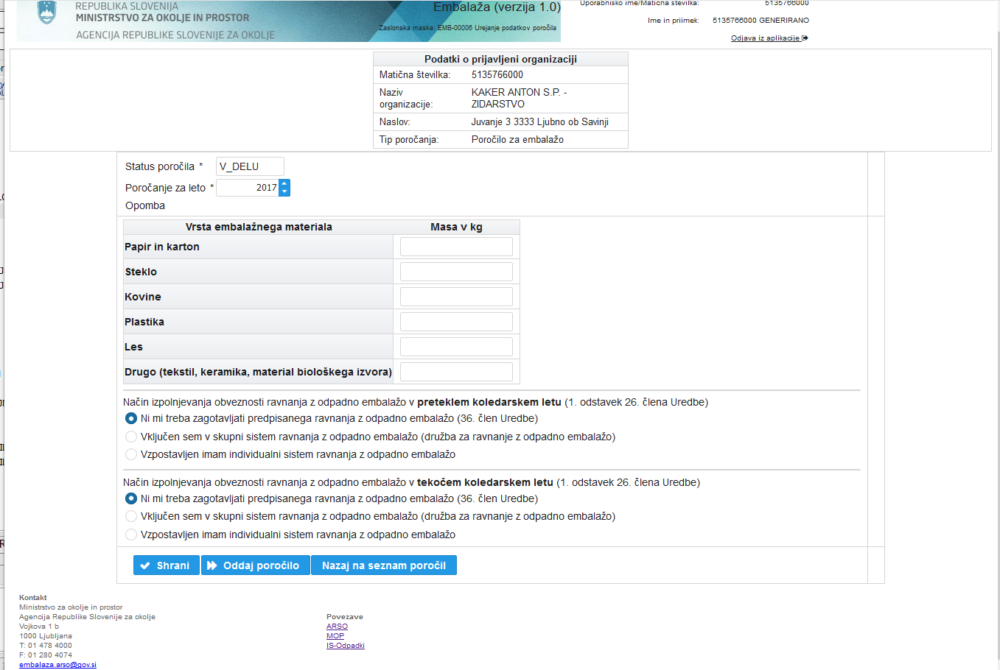 REPUBLIKA SLOVENIJA
MINISTRSTVO ZA OKOLJE IN PROSTOR
AGENCIJA REPUBLIKE SLOVENIJE ZA OKOLJE
Embalaža (verzija 1.0)
Zaslonska maska: EMB-00006 Urejanje podatkov poročila
Uporabniško ime/Matična številka: 5135766000
Ime in priimek: 5135766000 GENERIRANO
Odjava iz aplikacije
Podatki o prijavljeni organizaciji
Matična številka: 5135766000
Naziv organizacije: KAKER ANTON S.P. - ZIDARSTVO
Naslov: Juvanje 3 3333 Ljubno ob Savinji
Tip poročanja: Poročilo za embalažo
Status poročila * V_DELU
Poročanje za leto * 2017
Opomba
Vrsta embalažnega materiala Masa v kg
Papir in karton
Steklo
Kovine
Plastika
Les
Drugo (tekstil, keramika, material biološkega izvora)
Način izpolnjevanja obveznosti ravnanja z odpadno embalažo v preteklem koledarskem letu (1. odstavek 26. člena Uredbe)
Ni mi treba zagotavljati predpisanega ravnanja z odpadno embalažo (36. člen Uredbe)
Vključen sem v skupni sistem ravnanja z odpadno embalažo (družba za ravnanje z odpadno embalažo)
Vzpostavljen imam individualni sistem ravnanja z odpadno embalažo
Način izpolnjevanja obveznosti ravnanja z odpadno embalažo v tekočem koledarskem letu (1. odstavek 26. člena Uredbe)
Ni mi treba zagotavljati predpisanega ravnanja z odpadno embalažo (36. člen Uredbe)
Vključen sem v skupni sistem ravnanja z odpadno embalažo (družba za ravnanje z odpadno embalažo)
Vzpostavljen imam individualni sistem ravnanja z odpadno embalažo
Shrani Oddaj poročilo Nazaj na seznam poročil
Kontakt
Ministrstvo za okolje in prostor
Agencija Republike Slovenije za okolje
Vojkova 1 b
1000 Ljubljana
T: 01 478 4000
F: 01 280 4074
embalaza.arso@gov.si
Povezave
ARSO
MOP
IS-Odpadki